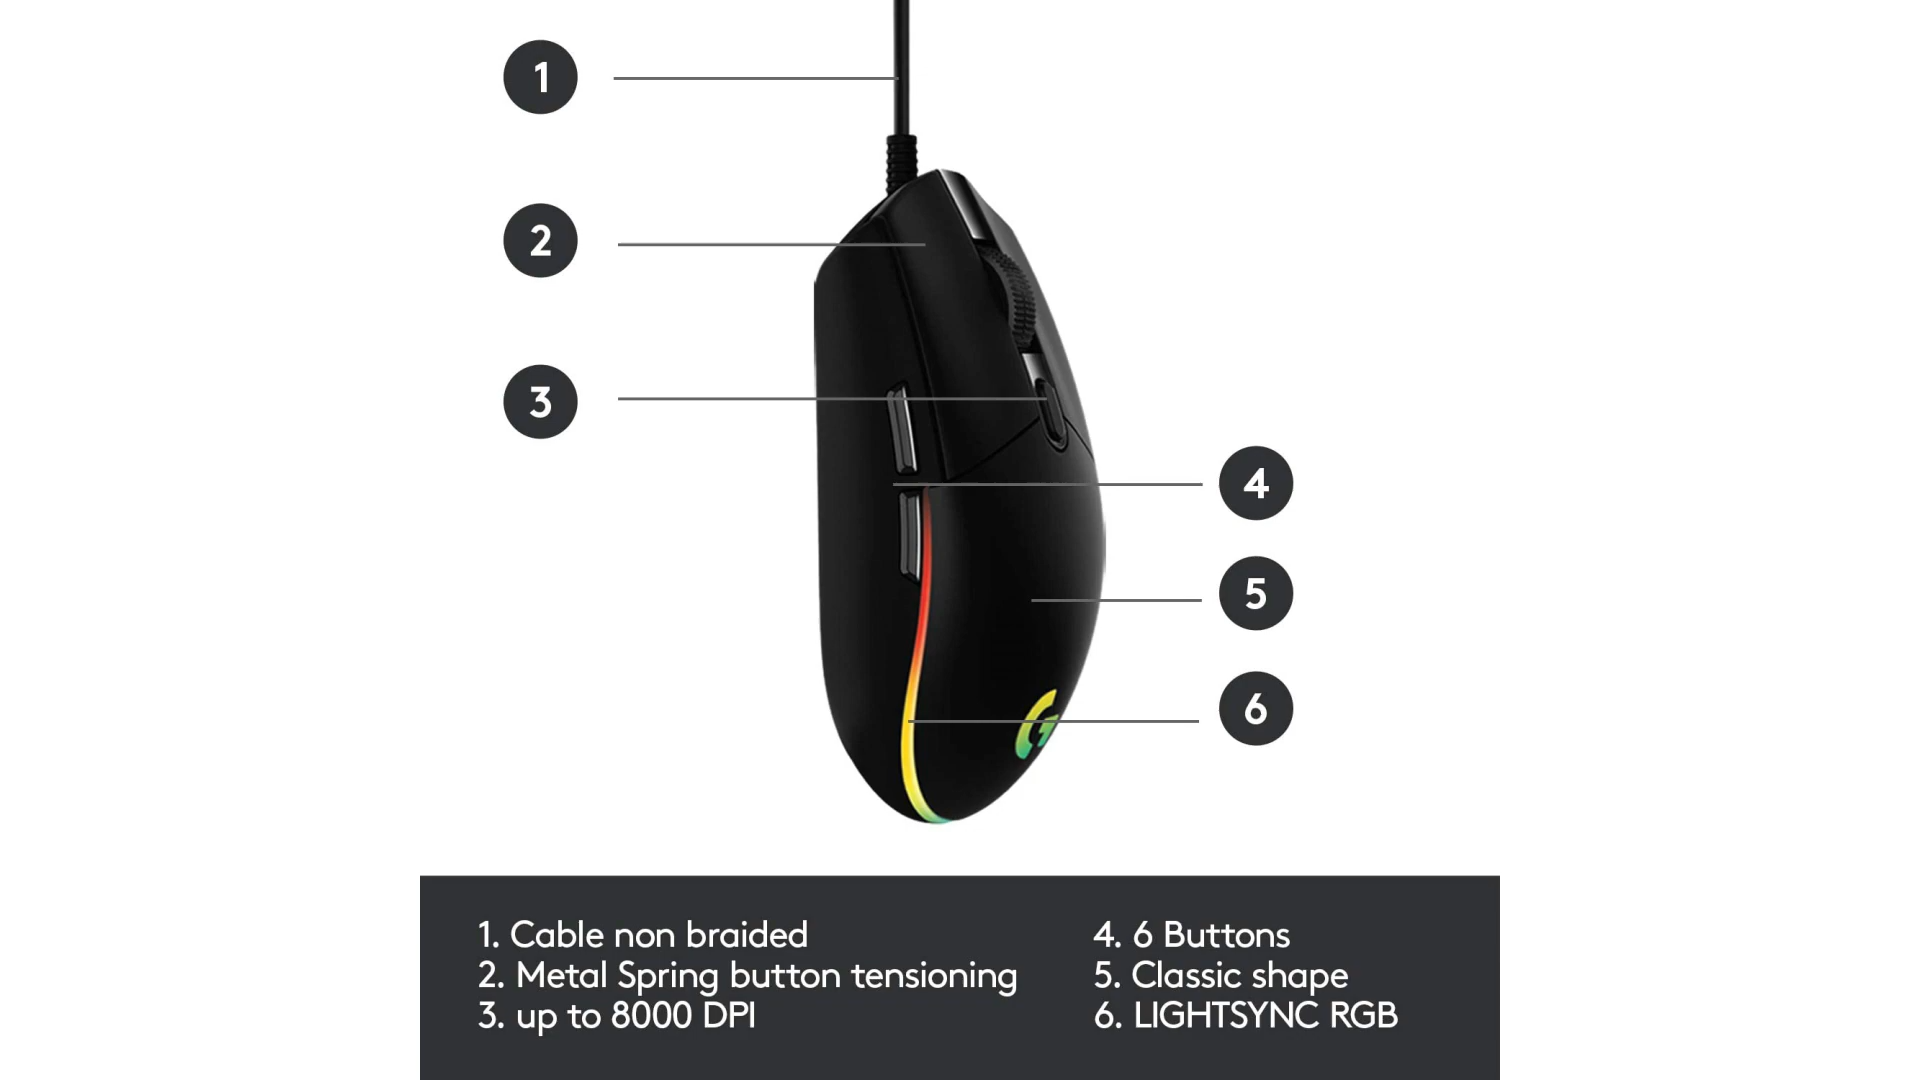 1
2
3
4
5
6
1. Cable non braided
2. Metal Spring button tensioning
3. up to 8000 DPI
4. 6 Buttons
5. Classic shape
6. LIGHTSYNC RGB